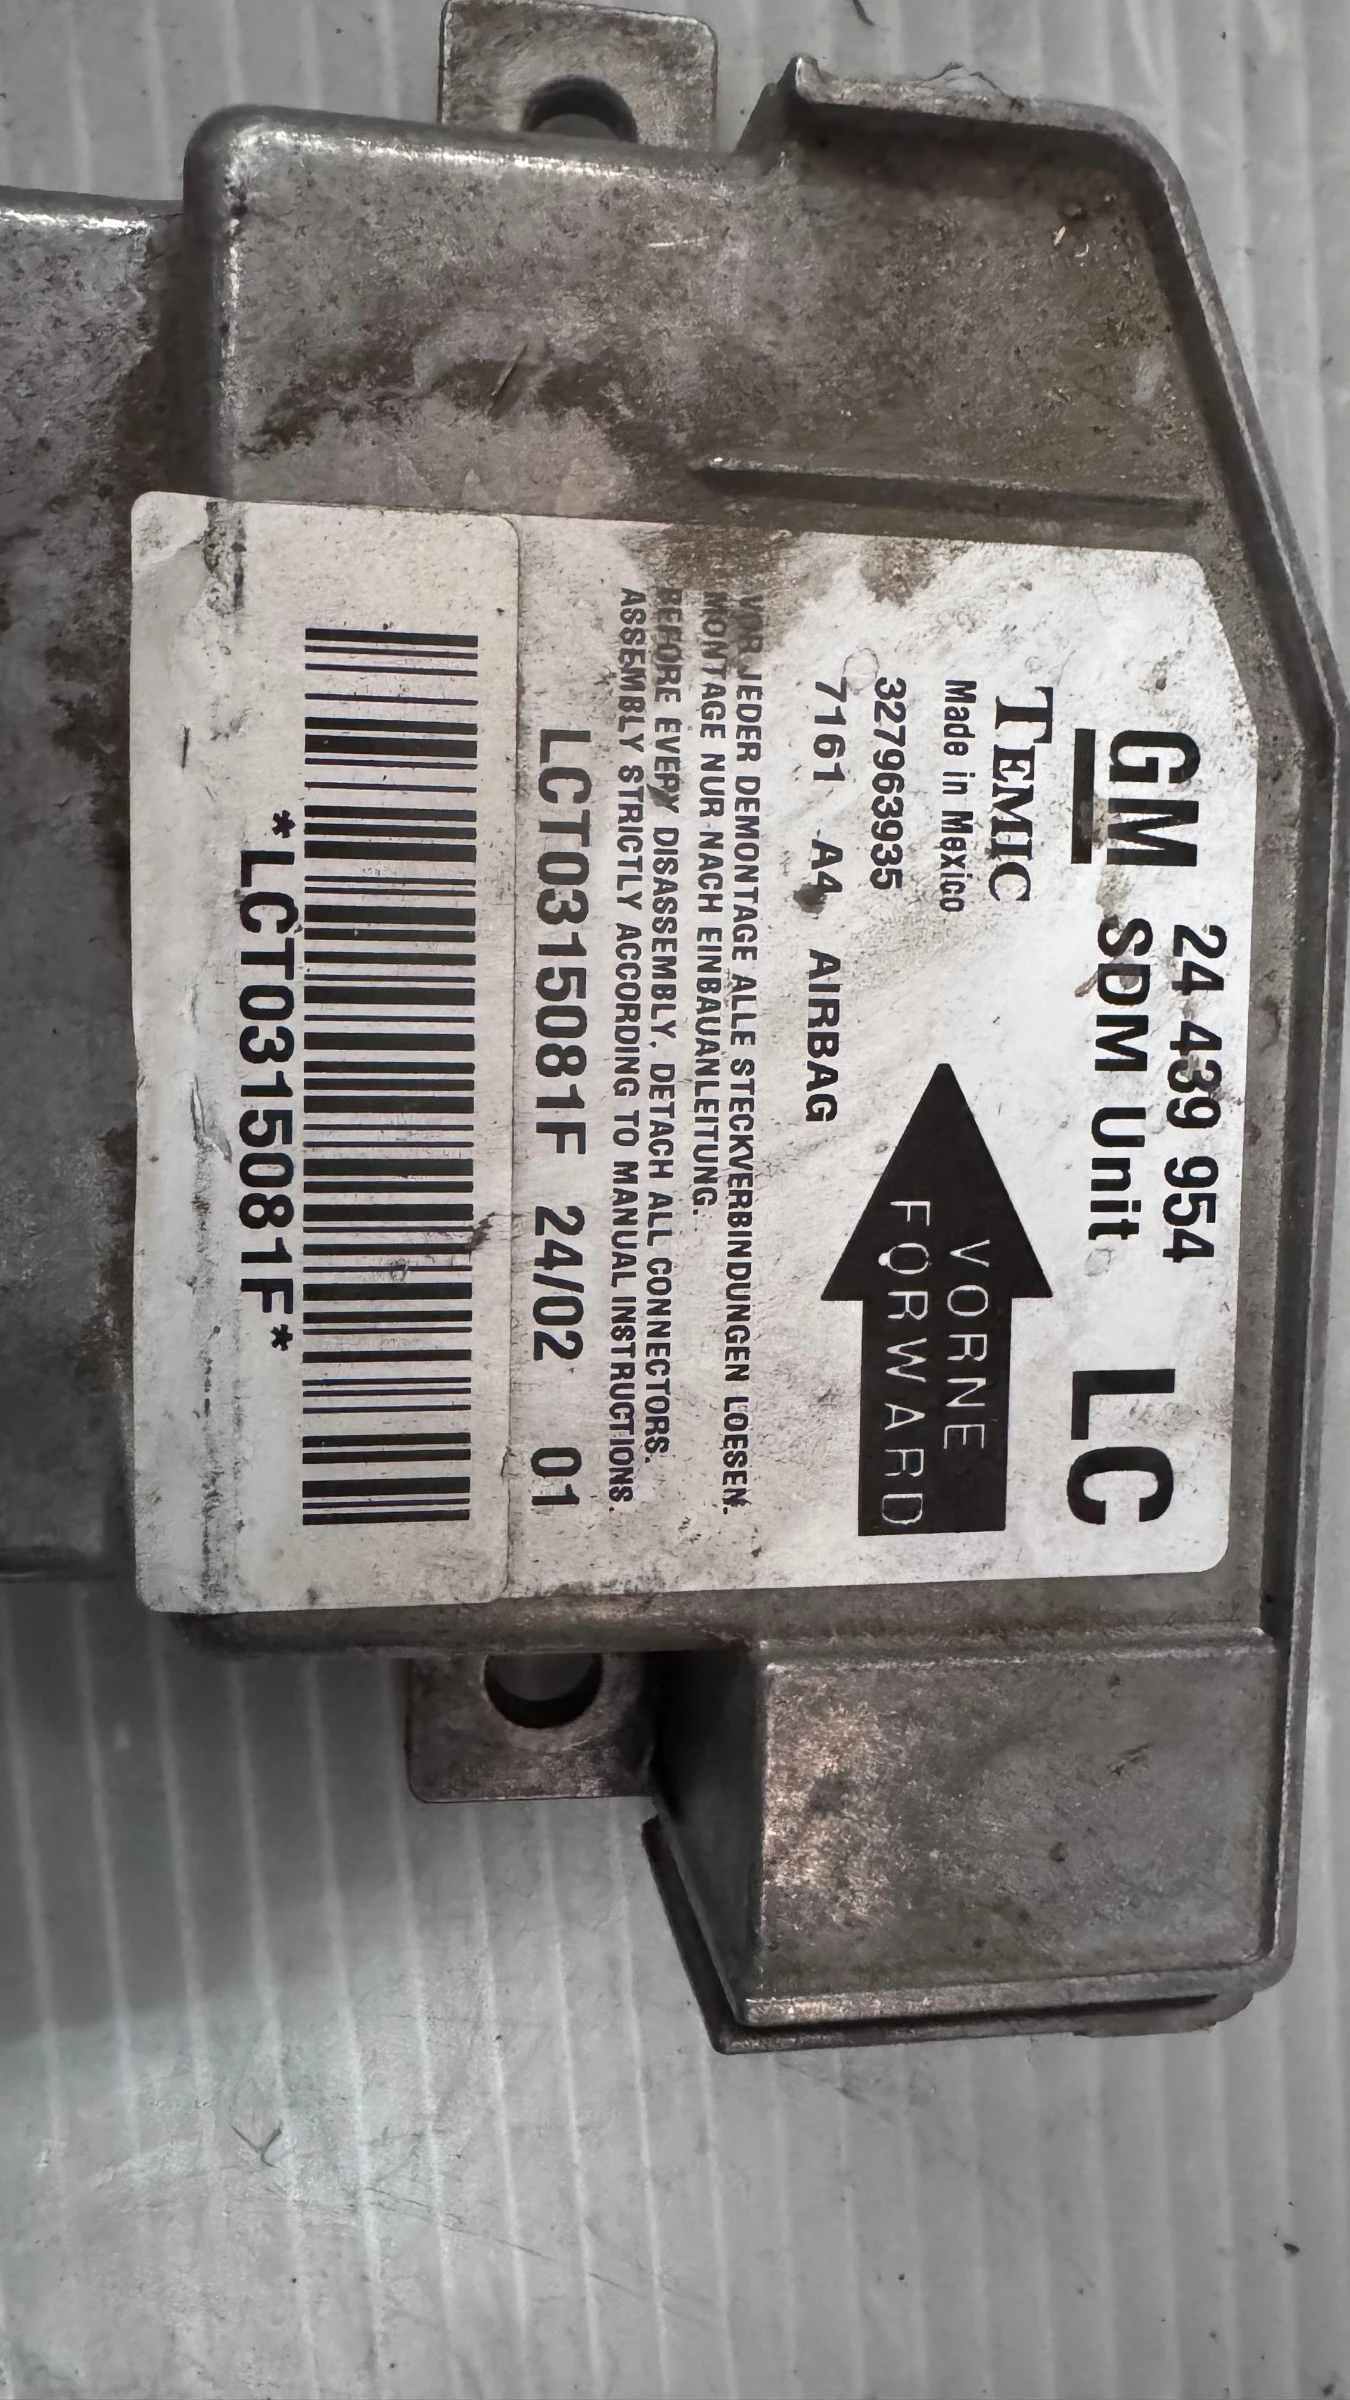 GM 24 439 954 LC
SDM Unit
TEMIC
Made in Mexico
327963935
7161 A4 AIRBAG
VORNE
FORWARD
VOR JEDER DEMONTAGE ALLE STECKVERBINDUNGEN LOESEN.
MONTAGE NUR NACH EINBAUANLEITUNG.
BEFORE EVERY DISASSEMBLY, DETACH ALL CONNECTORS.
ASSEMBLY STRICTLY ACCORDING TO MANUAL INSTRUCTIONS.
LCT0315081F 24/02 01
*LCT0315081F*